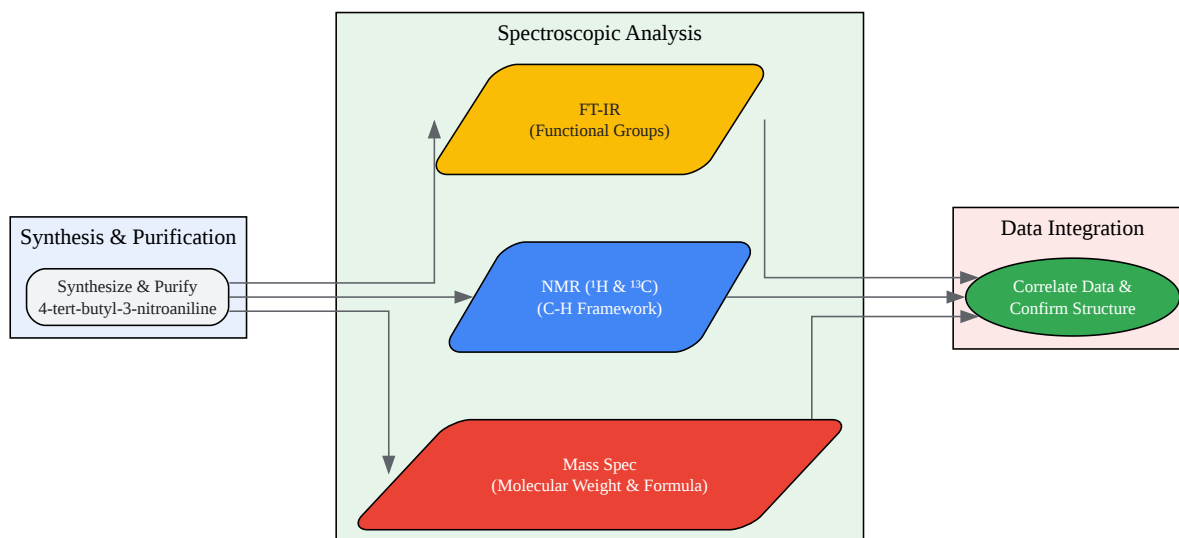 Synthesis & Purification
Synthesize & Purify
4-tert-butyl-3-nitroaniline
Spectroscopic Analysis
FT-IR
(Functional Groups)
NMR (¹H & ¹³C)
(C-H Framework)
Mass Spec
(Molecular Weight & Formula)
Data Integration
Correlate Data &
Confirm Structure